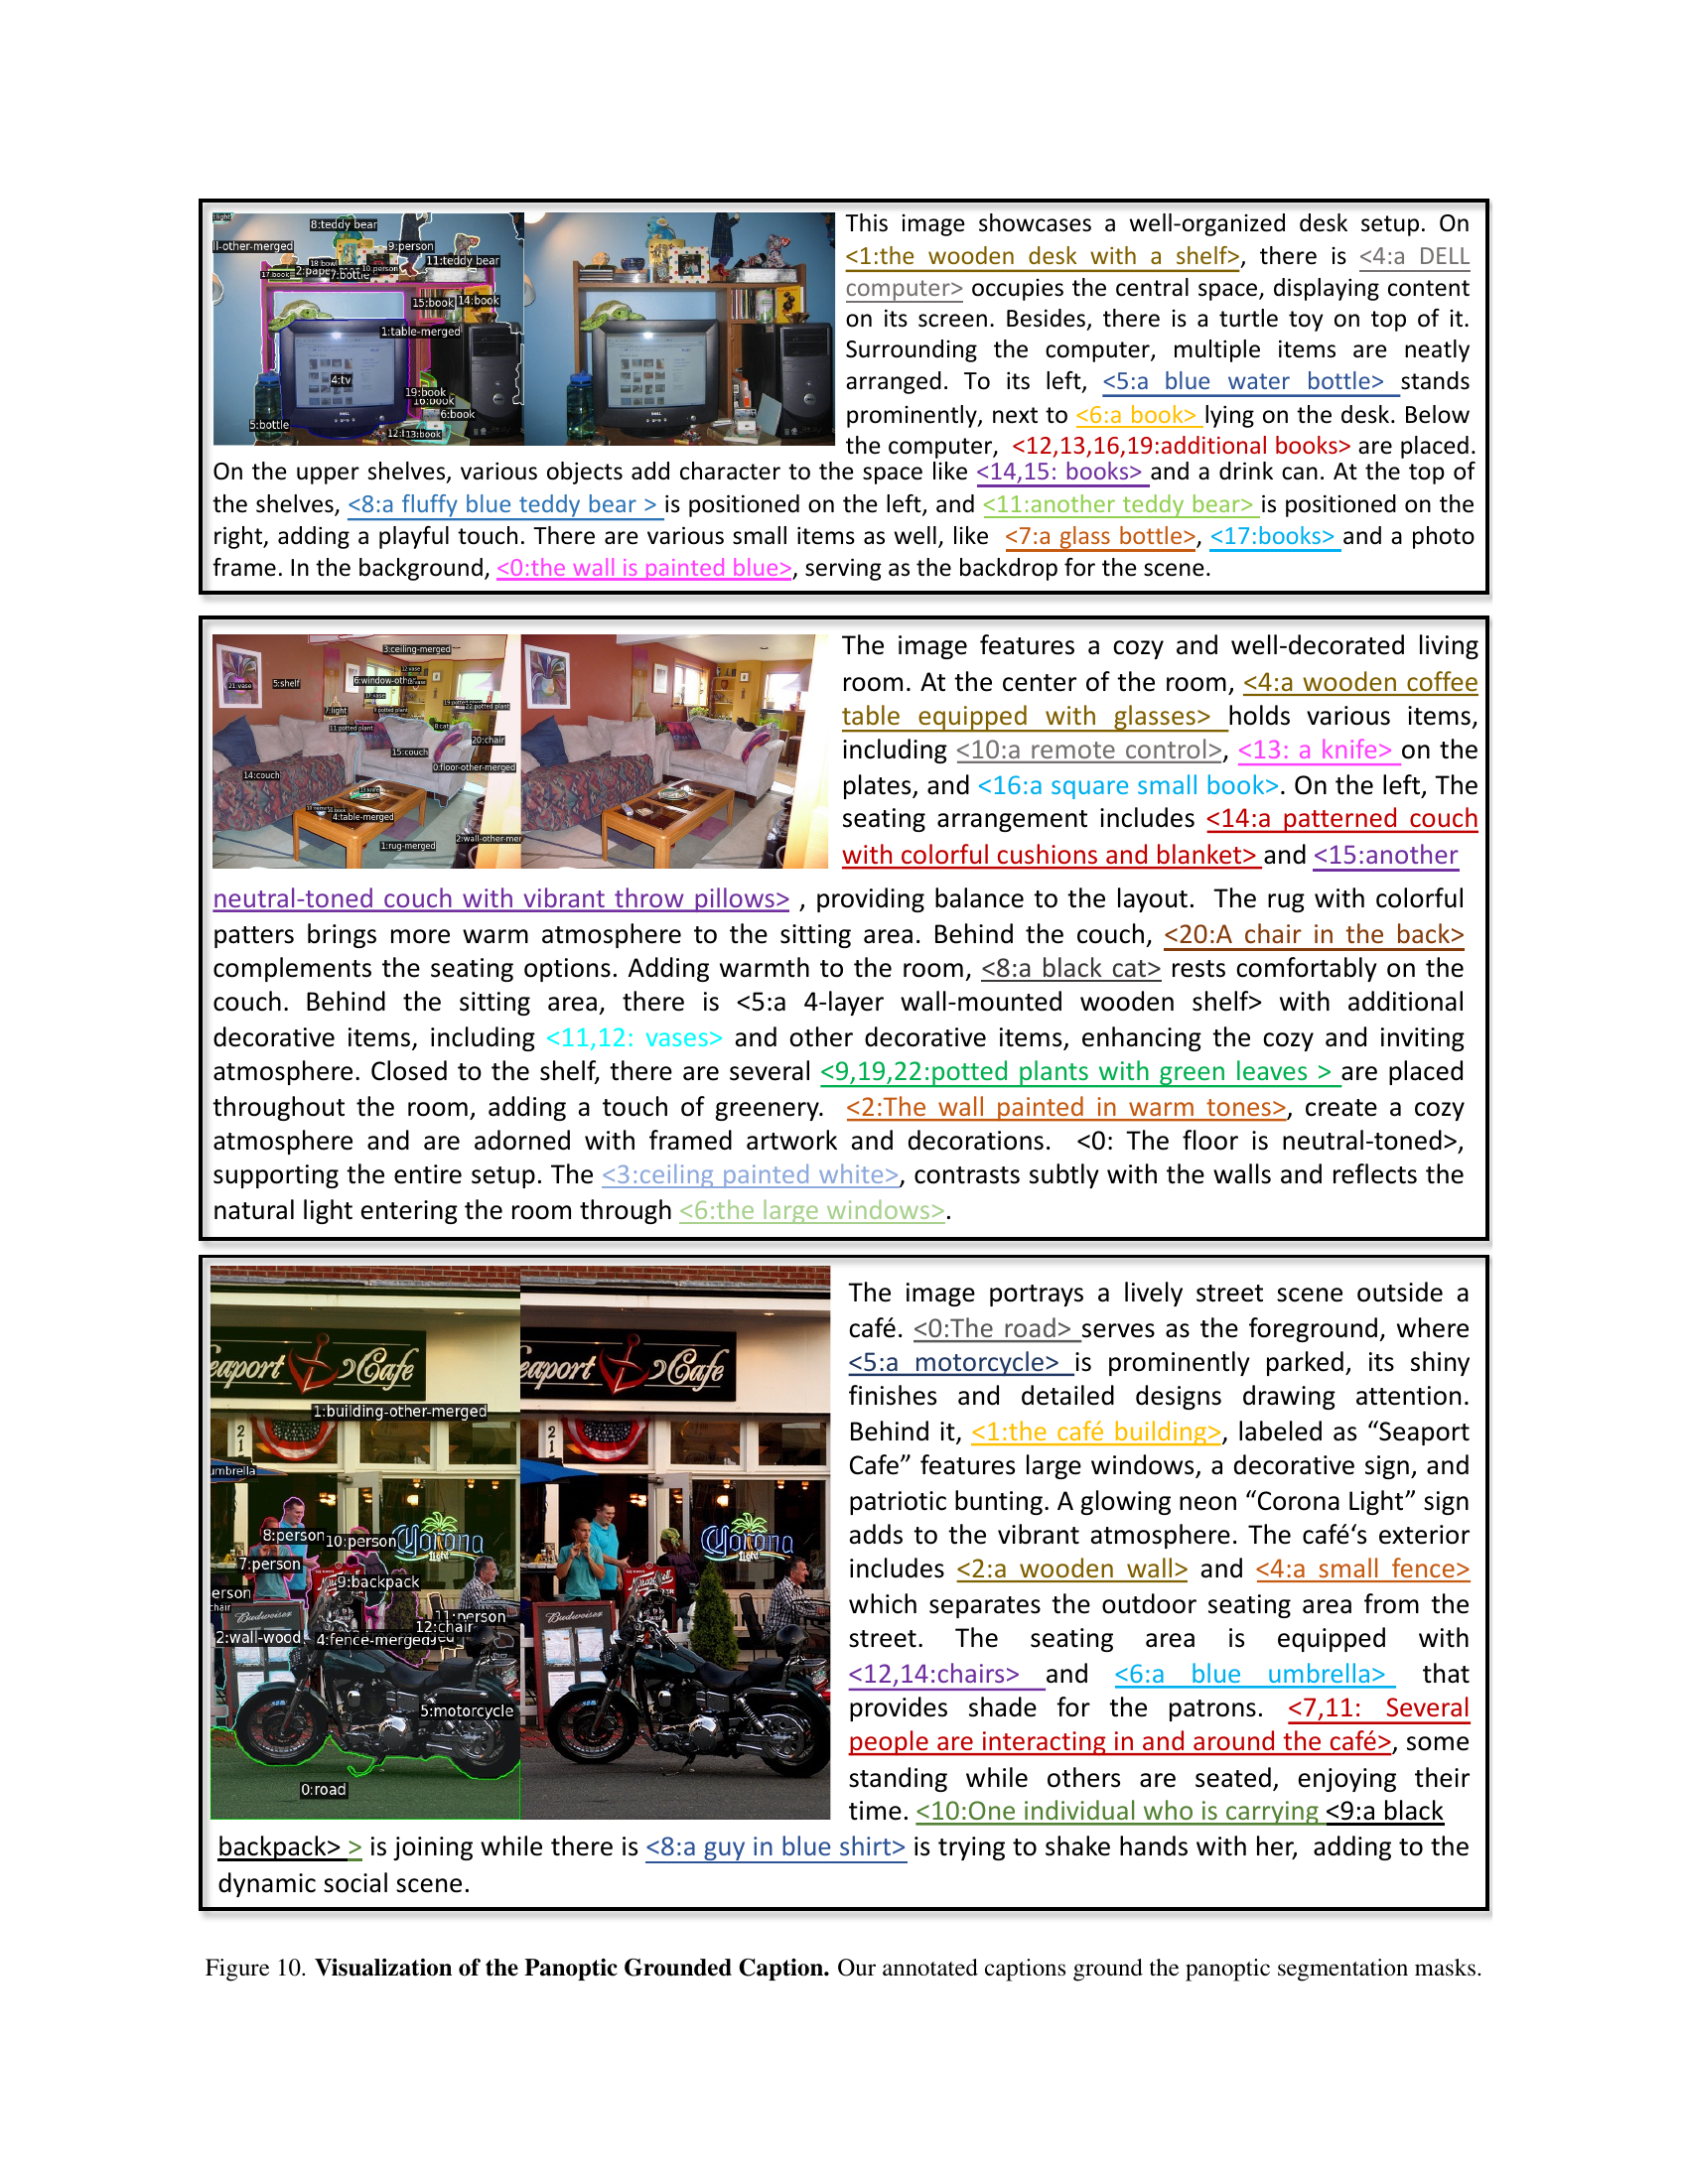 light
8:teddy bear
ll-other-merged
9:person
11:teddy bear
18:bowl
10:person
17:book
7:bottle
15:book
14:book
1:table-merged
4:tv
19:book
16:book
6:book
5:bottle
13:book
DELL
This image showcases a well-organized desk setup. On
<1:the wooden desk with a shelf>, there is <4:a DELL
computer> occupies the central space, displaying content
on its screen. Besides, there is a turtle toy on top of it.
Surrounding the computer, multiple items are neatly
arranged. To its left, <5:a blue water bottle> stands
prominently, next to <6:a book> lying on the desk. Below
the computer, <12,13,16,19:additional books> are placed.
On the upper shelves, various objects add character to the space like <14,15: books> and a drink can. At the top of
the shelves, <8:a fluffy blue teddy bear > is positioned on the left, and <11:another teddy bear> is positioned on the
right, adding a playful touch. There are various small items as well, like <7:a glass bottle>, <17:books> and a photo
frame. In the background, <0:the wall is painted blue>, serving as the backdrop for the scene.
3:ceiling-merged
12:vase
21:vase
5:shelf
6:window-oth
7:light
9:potted plant
22:potted plant
11:potted plant
8:cat
20:chair
15:couch
0:floor-other-merged
14:couch
13:knife
4:table-merged
2:wall-other-mer
1:rug-merged
The image features a cozy and well-decorated living
room. At the center of the room, <4:a wooden coffee
table equipped with glasses> holds various items,
including <10:a remote control>, <13: a knife> on the
plates, and <16:a square small book>. On the left, The
seating arrangement includes <14:a patterned couch
with colorful cushions and blanket> and <15:another
neutral-toned couch with vibrant throw pillows> , providing balance to the layout. The rug with colorful
patters brings more warm atmosphere to the sitting area. Behind the couch, <20:A chair in the back>
complements the seating options. Adding warmth to the room, <8:a black cat> rests comfortably on the
couch. Behind the sitting area, there is <5:a 4-layer wall-mounted wooden shelf> with additional
decorative items, including <11,12: vases> and other decorative items, enhancing the cozy and inviting
atmosphere. Closed to the shelf, there are several <9,19,22:potted plants with green leaves > are placed
throughout the room, adding a touch of greenery. <2:The wall painted in warm tones>, create a cozy
atmosphere and are adorned with framed artwork and decorations. <0: The floor is neutral-toned>,
supporting the entire setup. The <3:ceiling painted white>, contrasts subtly with the walls and reflects the
natural light entering the room through <6:the large windows>.
eaport Cafe
eaport Cafe
1:building-other-merged
2
1
2
1
umbrella
8:person
10:person
Corona
Light
Corona
Light
7:person
9:backpack
erson
chair
Budweiser
Budweiser
11:person
12:chair
2:wall-wood
4:fence-merged
5:motorcycle
0:road
The image portrays a lively street scene outside a
café. <0:The road> serves as the foreground, where
<5:a motorcycle> is prominently parked, its shiny
finishes and detailed designs drawing attention.
Behind it, <1:the café building>, labeled as “Seaport
Cafe” features large windows, a decorative sign, and
patriotic bunting. A glowing neon “Corona Light” sign
adds to the vibrant atmosphere. The café‘s exterior
includes <2:a wooden wall> and <4:a small fence>
which separates the outdoor seating area from the
street. The seating area is equipped with
<12,14:chairs> and <6:a blue umbrella> that
provides shade for the patrons. <7,11: Several
people are interacting in and around the café>, some
standing while others are seated, enjoying their
time. <10:One individual who is carrying <9:a black
backpack> > is joining while there is <8:a guy in blue shirt> is trying to shake hands with her, adding to the
dynamic social scene.
Figure 10. Visualization of the Panoptic Grounded Caption. Our annotated captions ground the panoptic segmentation masks.